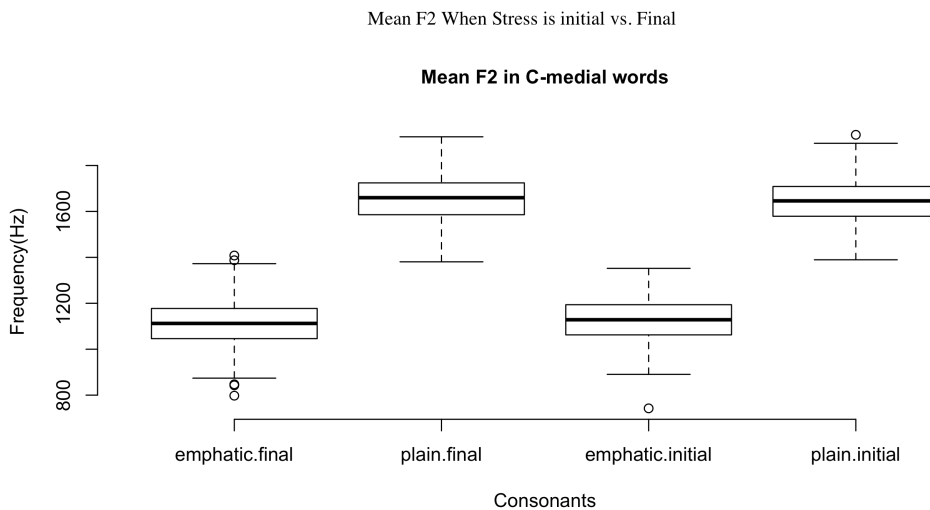 Mean F2 When Stress is initial vs. Final
Mean F2 in C-medial words
Frequency(Hz)
1600
1200
800
emphatic.final plain.final emphatic.initial plain.initial
Consonants